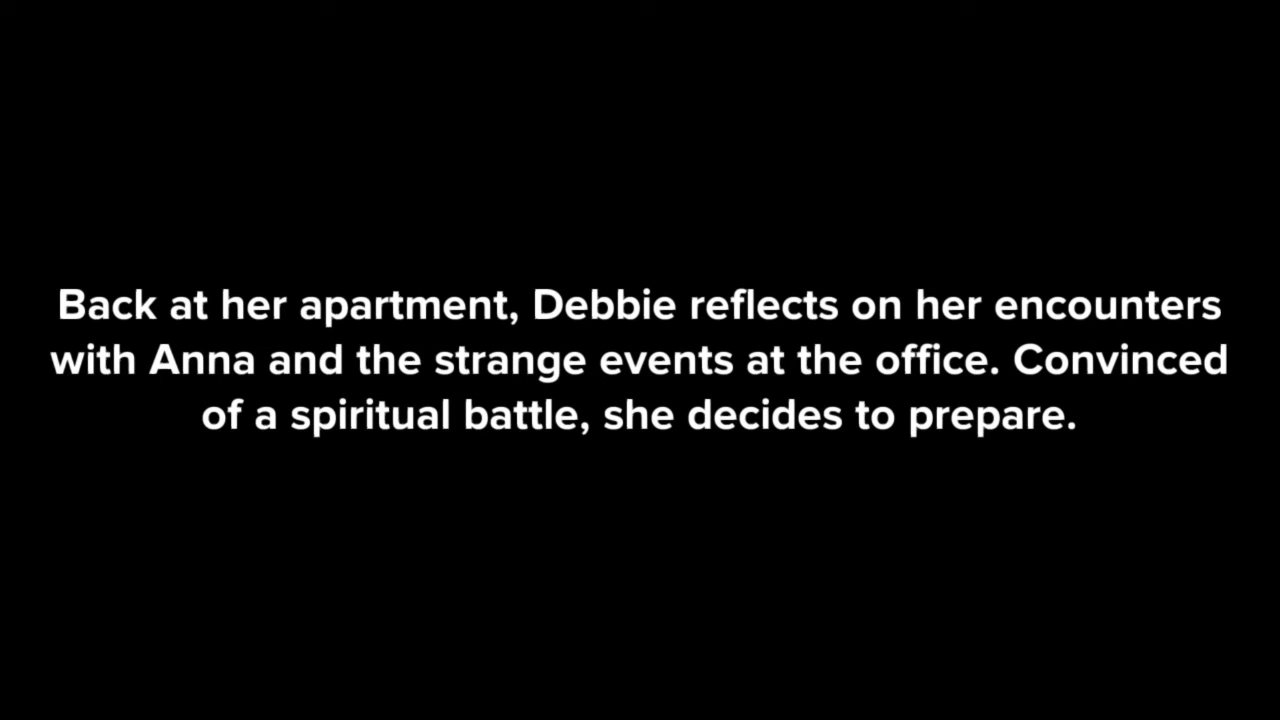 Back at her apartment, Debbie reflects on her encounters
with Anna and the strange events at the office. Convinced
of a spiritual battle, she decides to prepare.